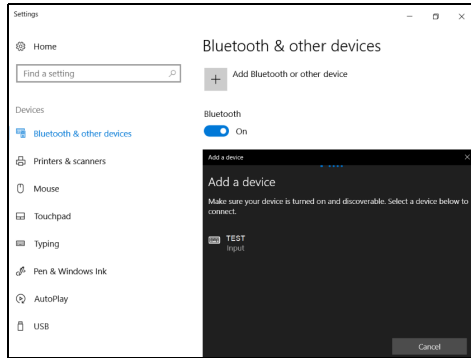 Settings
Home
Find a setting
Devices
Bluetooth & other devices
Printers & scanners
Mouse
Touchpad
Typing
Pen & Windows Ink
AutoPlay
USB
Bluetooth & other devices
Add Bluetooth or other device
Bluetooth
On
Add a device
Add a device
Make sure your device is turned on and discoverable. Select a device below to
connect.
TEST
Input
Cancel